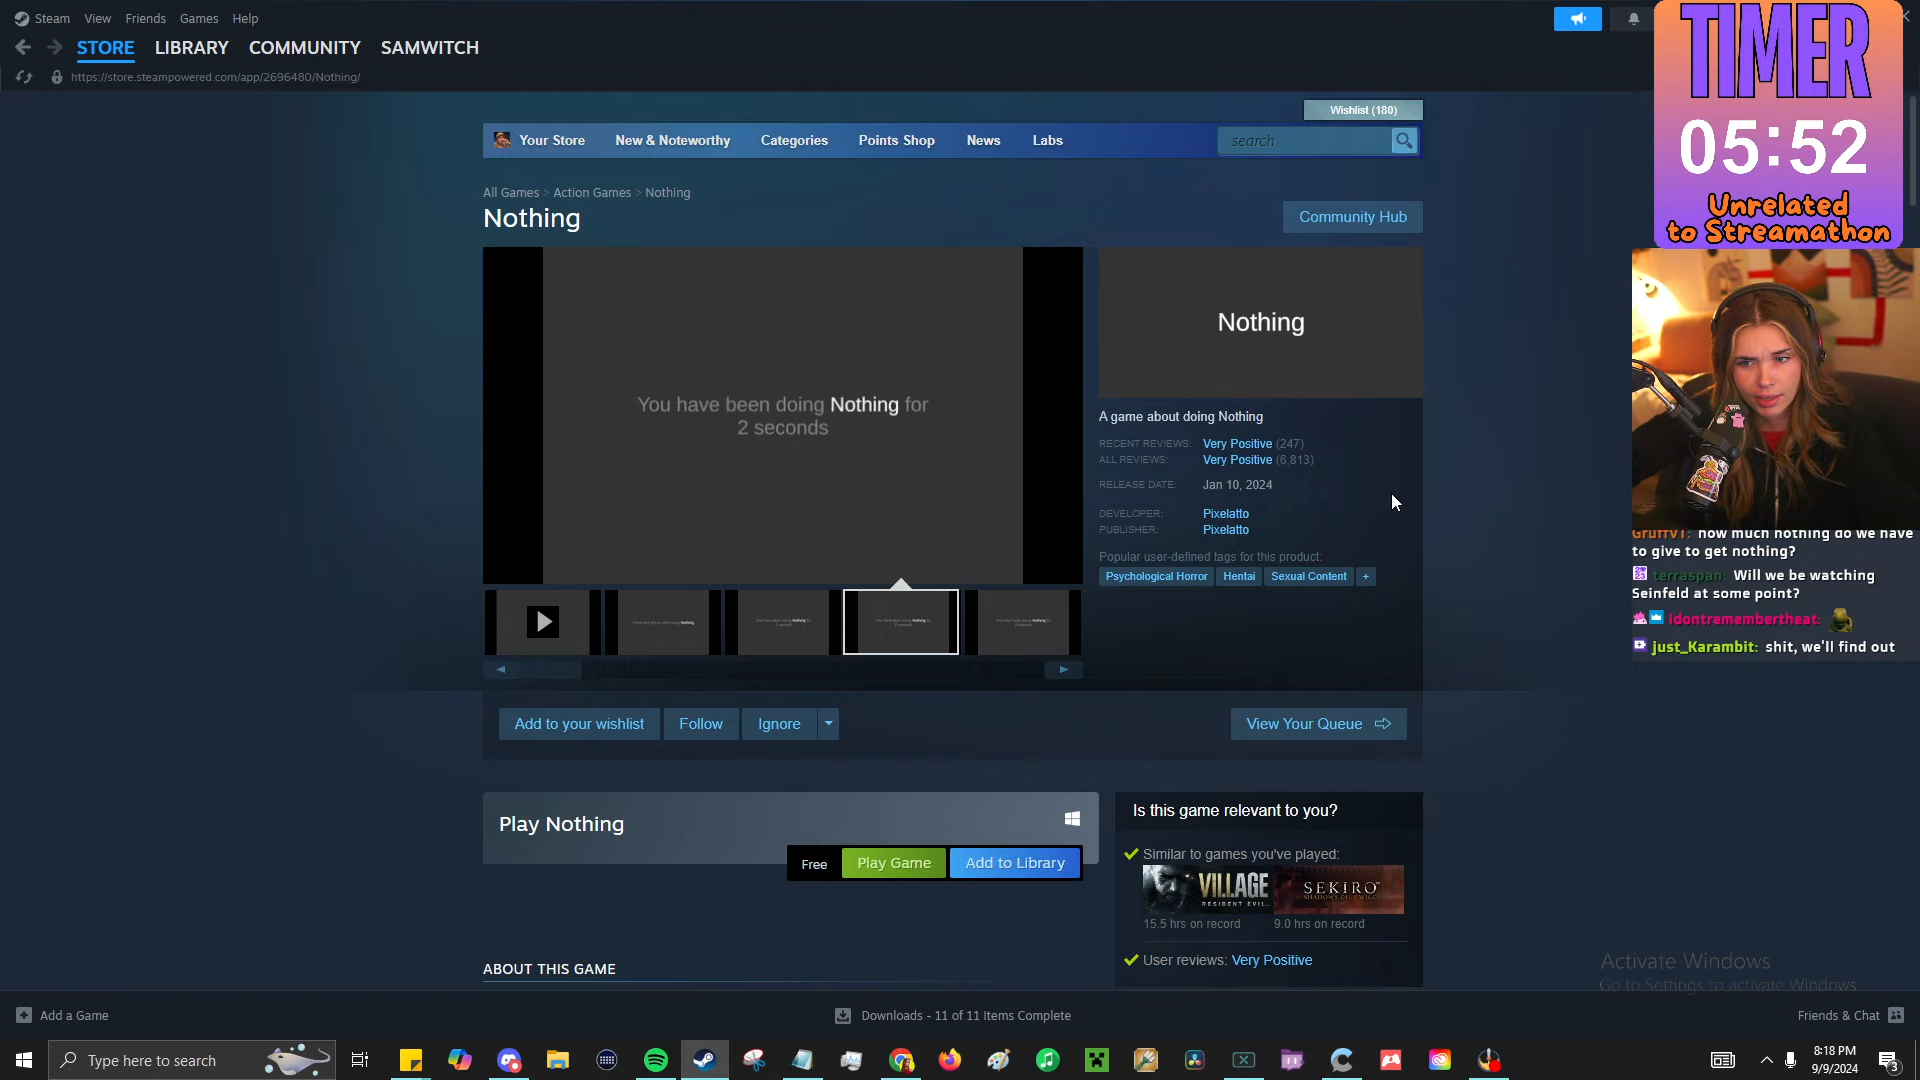 Steam View Friends Games Help
STORE LIBRARY COMMUNITY SAMWITCH
https://store.steampowered.com/app/2696480/Nothing/
TIMER
05:52
Unrelated
to Streamathon
Wishlist (180)
Your Store New & Noteworthy Categories Points Shop News Labs search
All Games > Action Games > Nothing
Nothing
Community Hub
You have been doing Nothing for
2 seconds
Nothing
A game about doing Nothing
RECENT REVIEWS: Very Positive (247)
ALL REVIEWS: Very Positive (6,813)
RELEASE DATE: Jan 10, 2024
DEVELOPER: Pixelatto
PUBLISHER: Pixelatto
Popular user-defined tags for this product:
Psychological Horror Hentai Sexual Content +
GruffVT: how much nothing do we have
to give to get nothing?
terraspan: Will we be watching
Seinfeld at some point?
idontremembertheat:
just_Karambit: shit, we'll find out
Add to your wishlist Follow Ignore
View Your Queue
Play Nothing
Free Play Game Add to Library
Is this game relevant to you?
Similar to games you've played:
VILLAGE
RESIDENT EVIL
SEKIRO
15.5 hrs on record 9.0 hrs on record
User reviews: Very Positive
ABOUT THIS GAME
Activate Windows
Go to Settings to activate Windows
Add a Game
Downloads - 11 of 11 Items Complete
Friends & Chat
Type here to search
8:18 PM
9/9/2024
3